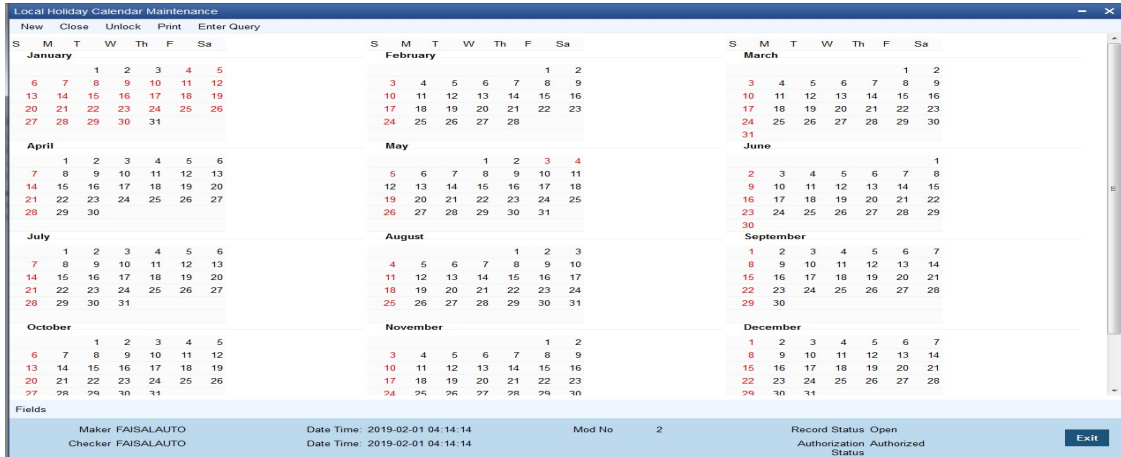 Local Holiday Calendar Maintenance
New Close Unlock Print Enter Query
S M T W Th F Sa S M T W Th F Sa S M T W Th F Sa
January February March
1 2 3 4 5 1 2 1 2
6 7 8 9 10 11 12 3 4 5 6 7 8 9 3 4 5 6 7 8 9
13 14 15 16 17 18 19 10 11 12 13 14 15 16 10 11 12 13 14 15 16
20 21 22 23 24 25 26 17 18 19 20 21 22 23 17 18 19 20 21 22 23
27 28 29 30 31 24 25 26 27 28 24 25 26 27 28 29 30
31
April May June
1 2 3 4 5 6 1 2 3 4 1
7 8 9 10 11 12 13 5 6 7 8 9 10 11 2 3 4 5 6 7 8
14 15 16 17 18 19 20 12 13 14 15 16 17 18 9 10 11 12 13 14 15
21 22 23 24 25 26 27 19 20 21 22 23 24 25 16 17 18 19 20 21 22
28 29 30 26 27 28 29 30 31 23 24 25 26 27 28 29
30
July August September
1 2 3 4 5 6 1 2 3 1 2 3 4 5 6 7
7 8 9 10 11 12 13 4 5 6 7 8 9 10 8 9 10 11 12 13 14
14 15 16 17 18 19 20 11 12 13 14 15 16 17 15 16 17 18 19 20 21
21 22 23 24 25 26 27 18 19 20 21 22 23 24 22 23 24 25 26 27 28
28 29 30 31 25 26 27 28 29 30 31 29 30
October November December
1 2 3 4 5 1 2 1 2 3 4 5 6 7
6 7 8 9 10 11 12 3 4 5 6 7 8 9 8 9 10 11 12 13 14
13 14 15 16 17 18 19 10 11 12 13 14 15 16 15 16 17 18 19 20 21
20 21 22 23 24 25 26 17 18 19 20 21 22 23 22 23 24 25 26 27 28
27 28 29 30 31 24 25 26 27 28 29 30 29 30 31
Fields
Maker FAISALAUTO Date Time: 2019-02-01 04:14:14 Mod No 2 Record Status Open
Checker FAISALAUTO Date Time: 2019-02-01 04:14:14 Authorization Authorized
Status
Exit